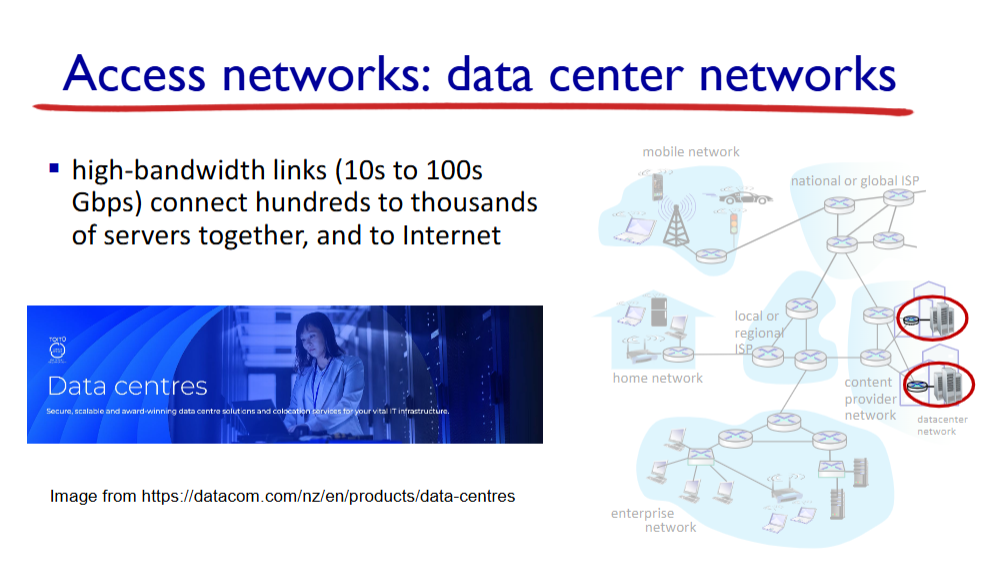 Access networks: data center networks
high-bandwidth links (10s to 100s
Gbps) connect hundreds to thousands
of servers together, and to Internet
Data centres
Secure, scalable and award-winning data centre solutions and colocation services for your vital IT infrastructure.
Image from https://datacom.com/nz/en/products/data-centres
mobile network
national or global ISP
local or
regional
ISP
home network
content
provider
network
datacenter
network
enterprise
network